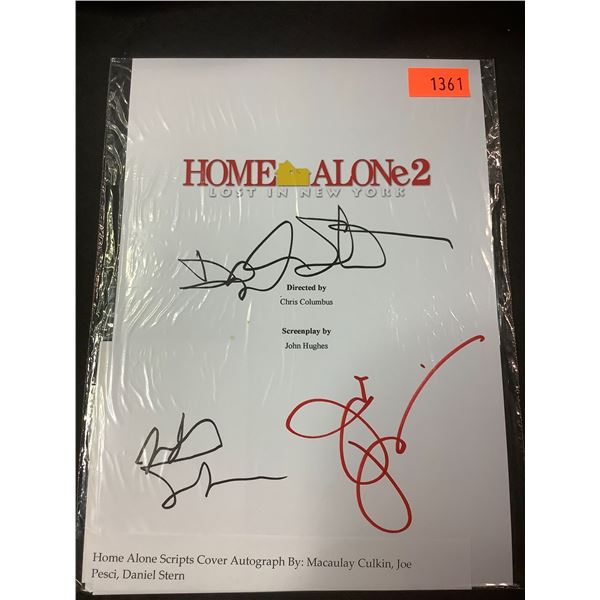 1361
HOME ALONe 2
LOST IN NEW YORK
Directed by
Chris Columbus
Screenplay by
John Hughes
Home Alone Scripts Cover Autograph By: Macaulay Culkin, Joe
Pesci, Daniel Stern